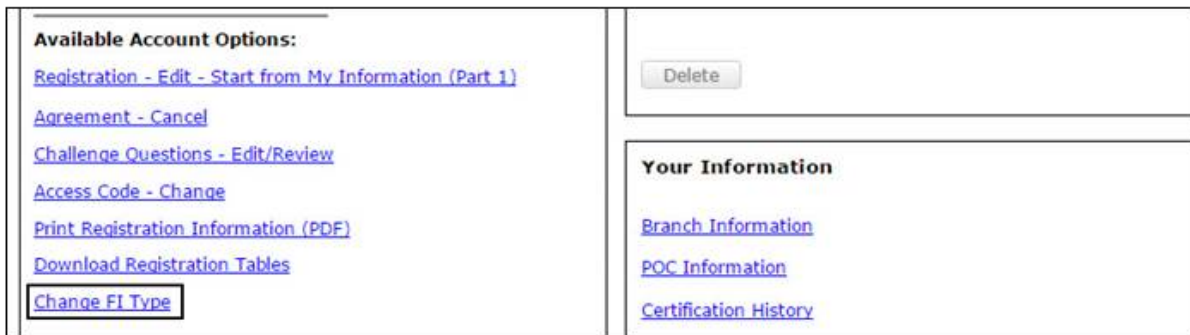 Available Account Options:
Registration - Edit - Start from My Information (Part 1)
Agreement - Cancel
Challenge Questions - Edit/Review
Access Code - Change
Print Registration Information (PDF)
Download Registration Tables
Change FI Type
Delete
Your Information
Branch Information
POC Information
Certification History